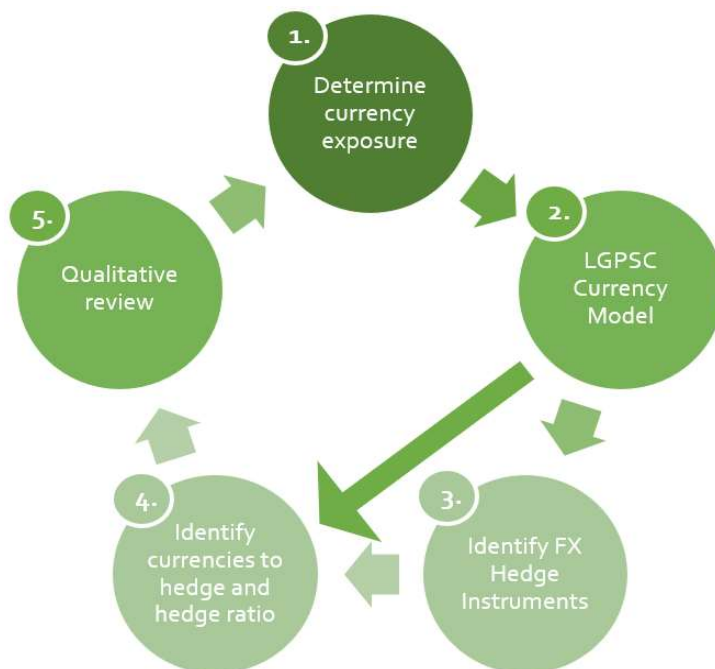 1.
Determine
currency
exposure
2.
LGPSC
Currency
Model
3.
Identify FX
Hedge
Instruments
4.
Identify
currencies to
hedge and
hedge ratio
5.
Qualitative
review